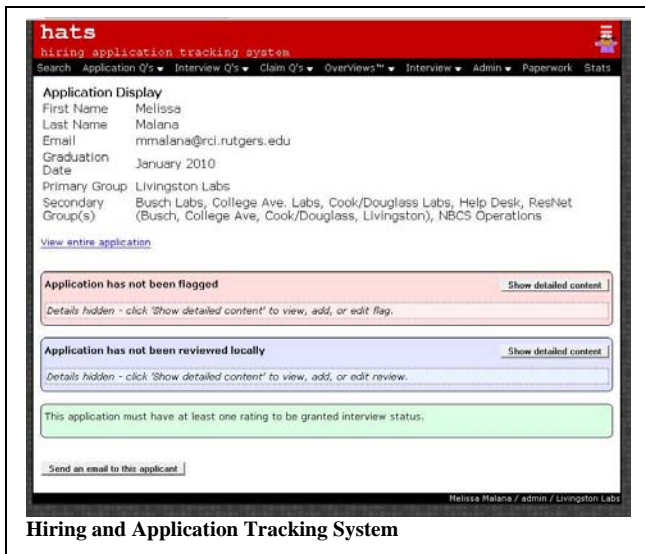 hats
hiring application tracking system
Search Application Q's Interview Q's Claim Q's OverViews™ Interview Admin Paperwork Stats
Application Display
First Name Melissa
Last Name Malana
Email mmalana@rci.rutgers.edu
Graduation
Date January 2010
Primary Group Livingston Labs
Secondary Busch Labs, College Ave. Labs, Cook/Douglass Labs, Help Desk, ResNet
Group(s) (Busch, College Ave, Cook/Douglass, Livingston), NBCS Operations
View entire application
Application has not been flagged Show detailed content
Details hidden - click 'Show detailed content' to view, add, or edit flag.
Application has not been reviewed locally Show detailed content
Details hidden - click 'Show detailed content' to view, add, or edit review.
This application must have at least one rating to be granted interview status.
Send an email to this applicant
Melissa Malana / admin / Livingston Labs
Hiring and Application Tracking System